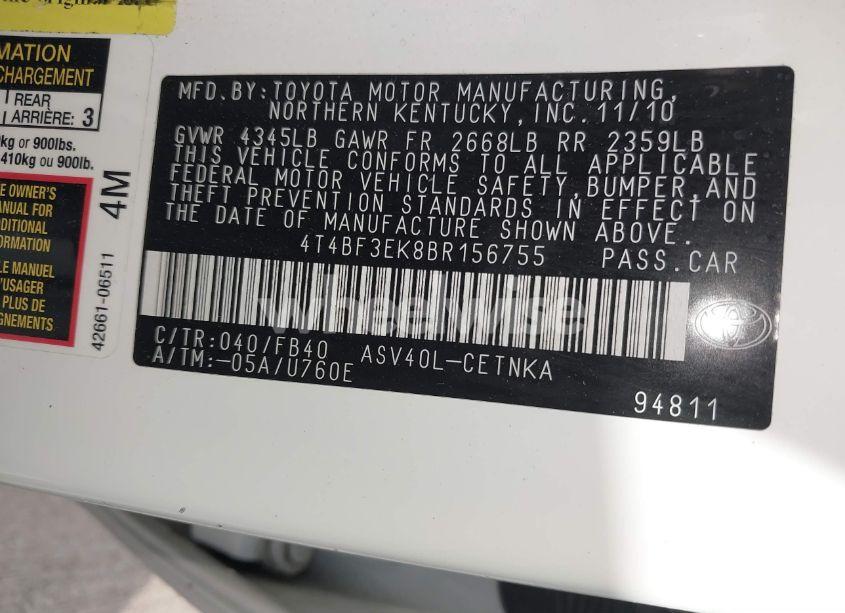 MATION
CHARGEMENT
REAR
ARRIÈRE: 3
kg or 900lbs.
410kg ou 900lb.
E OWNER'S
ANUAL FOR
DDITIONAL
FORMATION
LE MANUEL
'USAGER
PLUS DE
GNEMENTS
4M
42661-06511
MFD.BY:TOYOTA MOTOR MANUFACTURING,
NORTHERN KENTUCKY,INC.11/10
GVWR 4345LB GAWR FR 2668LB RR 2359LB
THIS VEHICLE CONFORMS TO ALL APPLICABLE
FEDERAL MOTOR VEHICLE SAFETY,BUMPER,AND
THEFT PREVENTION STANDARDS IN EFFECT ON
THE DATE OF MANUFACTURE SHOWN ABOVE.
4T4BF3EK8BR156755 PASS.CAR
wheelwise
C/TR:040/FB40 ASV40L-CETNKA
A/TM:-05A/U760E
94811